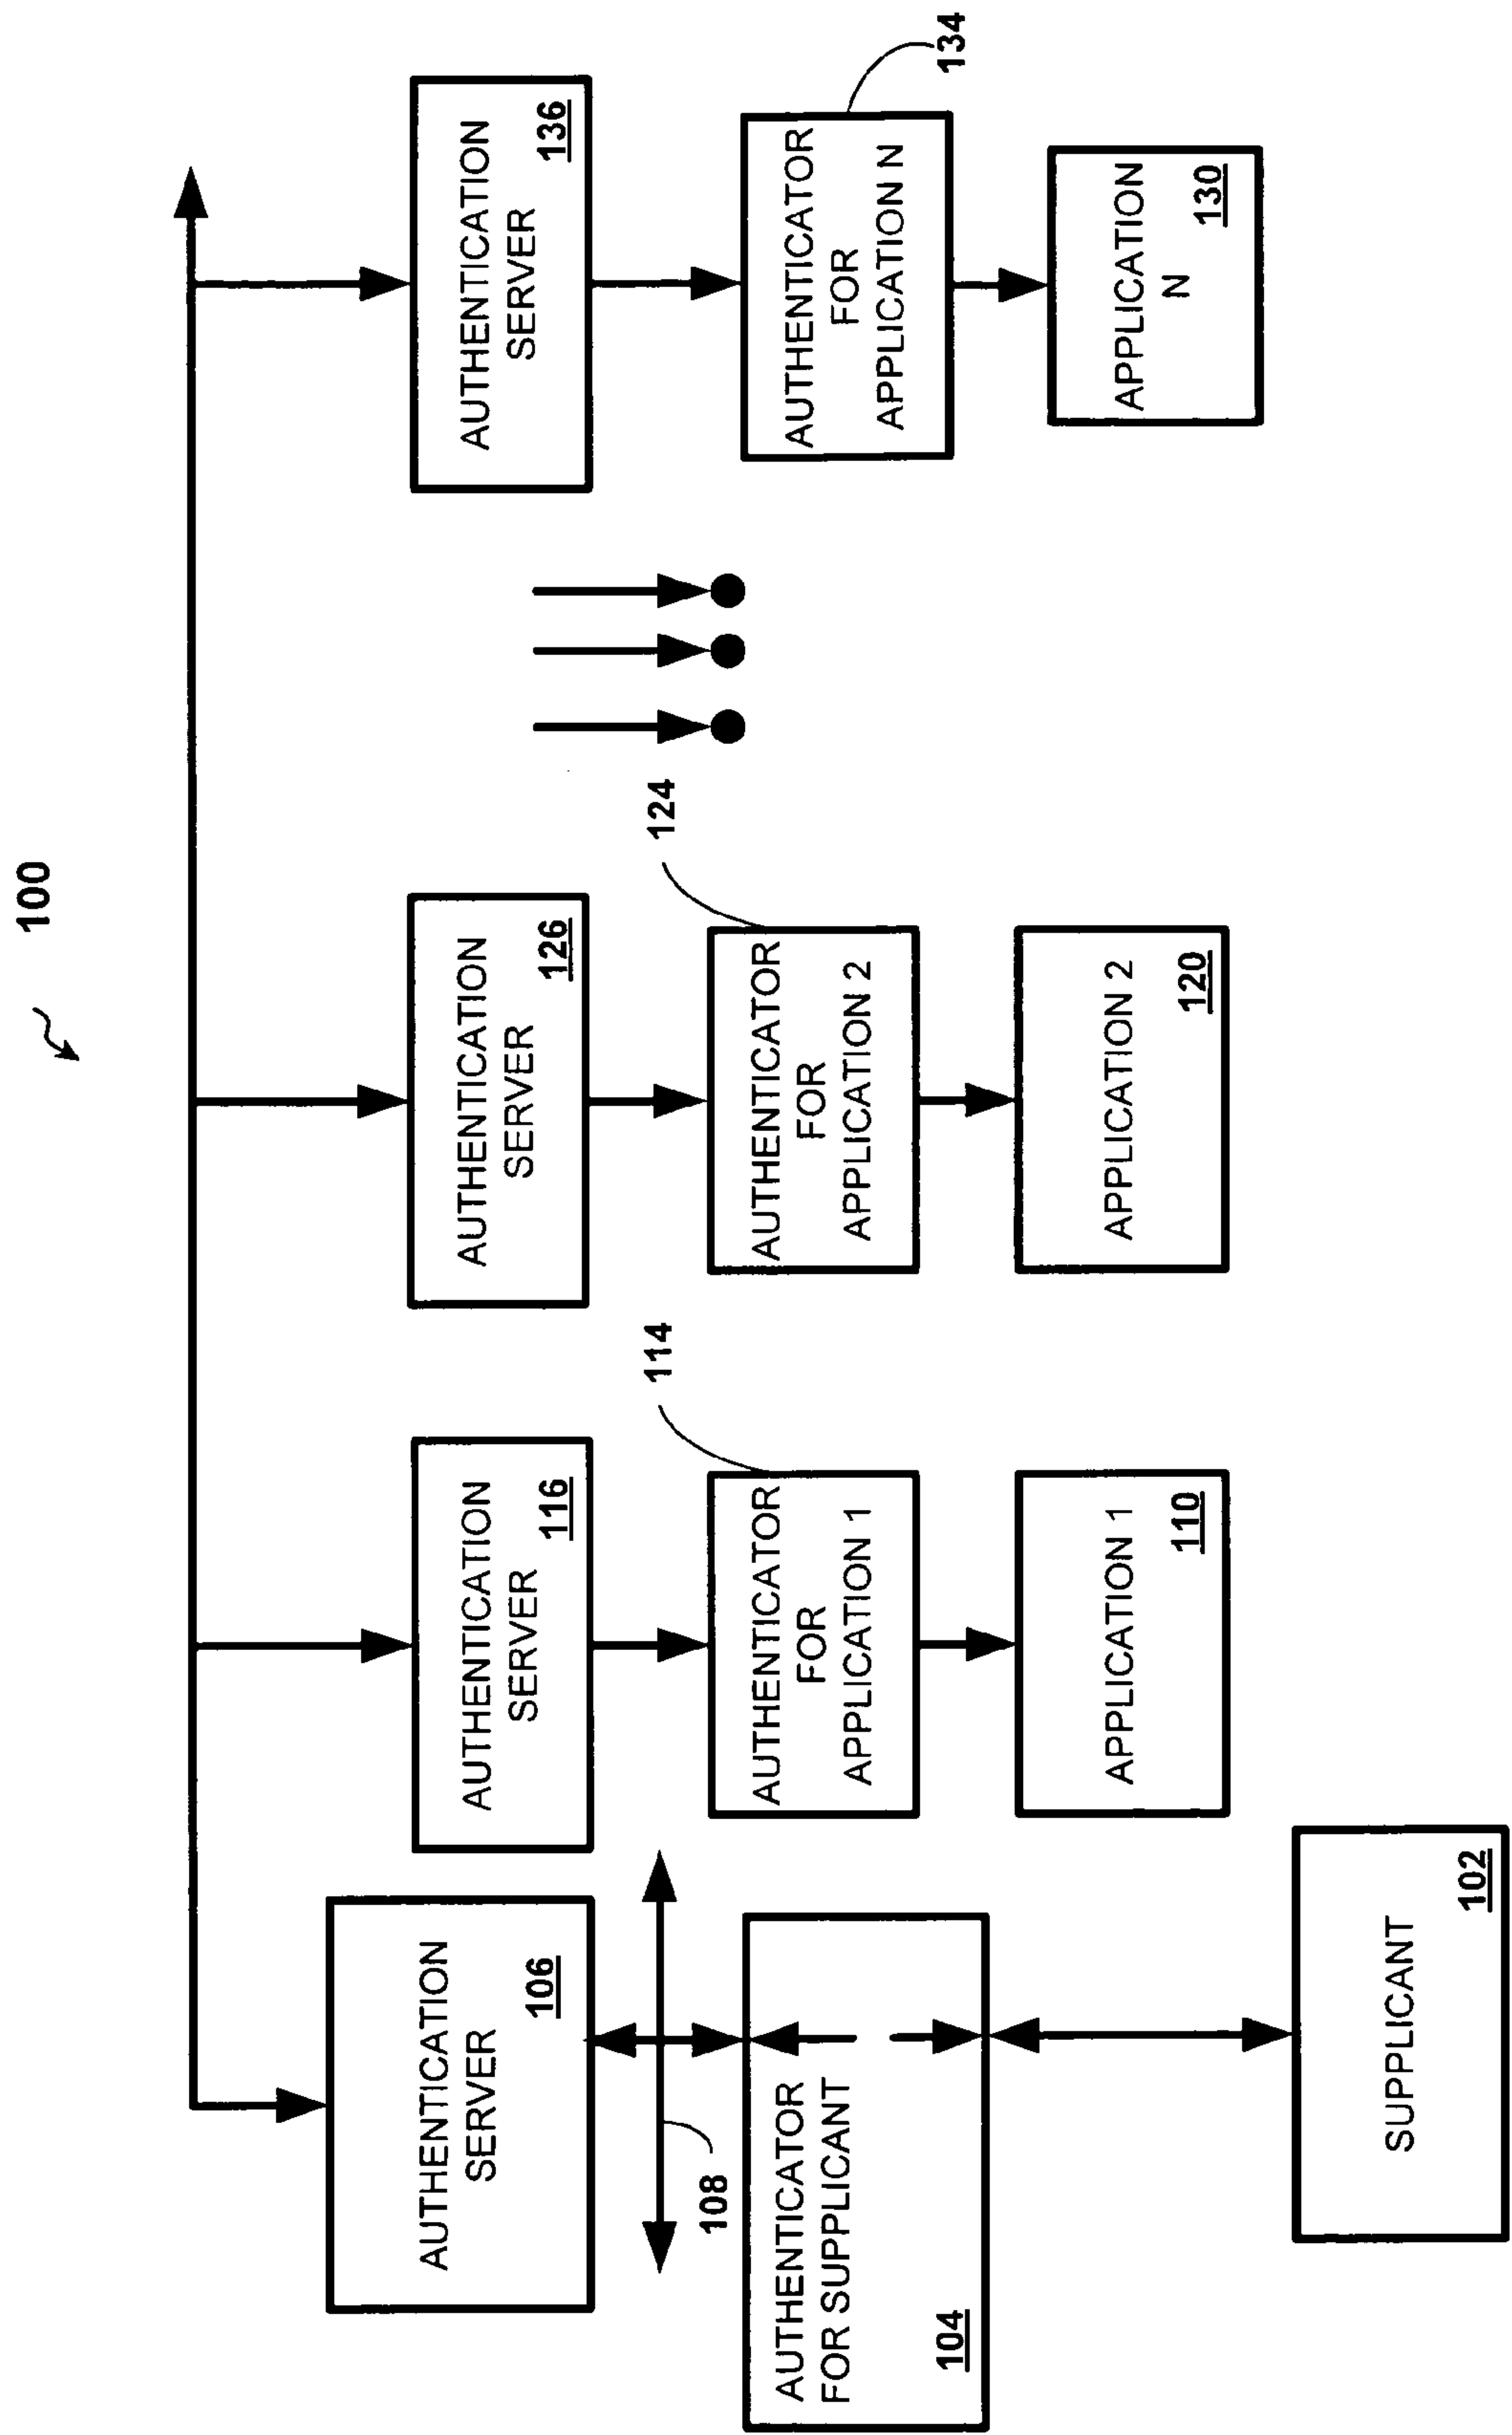 100
AUTHENTICATION
SERVER
106
108
AUTHENTICATOR
FOR SUPPLICANT
104
SUPPLICANT
102
AUTHENTICATION
SERVER
116
114
AUTHENTICATOR
FOR
APPLICATION 1
APPLICATION 1
110
AUTHENTICATION
SERVER
126
124
AUTHENTICATOR
FOR
APPLICATION 2
APPLICATION 2
120
AUTHENTICATION
SERVER
136
134
AUTHENTICATOR
FOR
APPLICATION N
APPLICATION
N
130